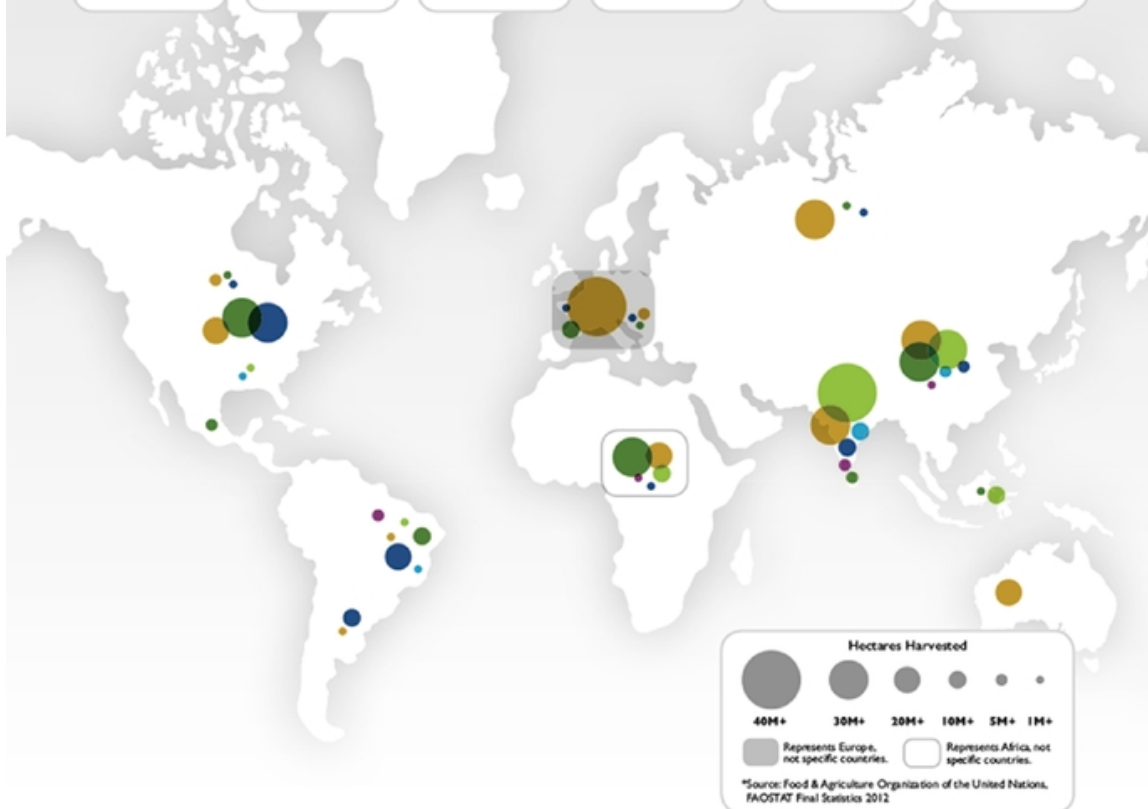 Hectares Harvested
40M+ 30M+ 20M+ 10M+ 5M+ 1M+
Represents Europe,
not specific countries.
Represents Africa, not
specific countries.
*Source: Food & Agriculture Organization of the United Nations,
FAOSTAT Final Statistics 2012